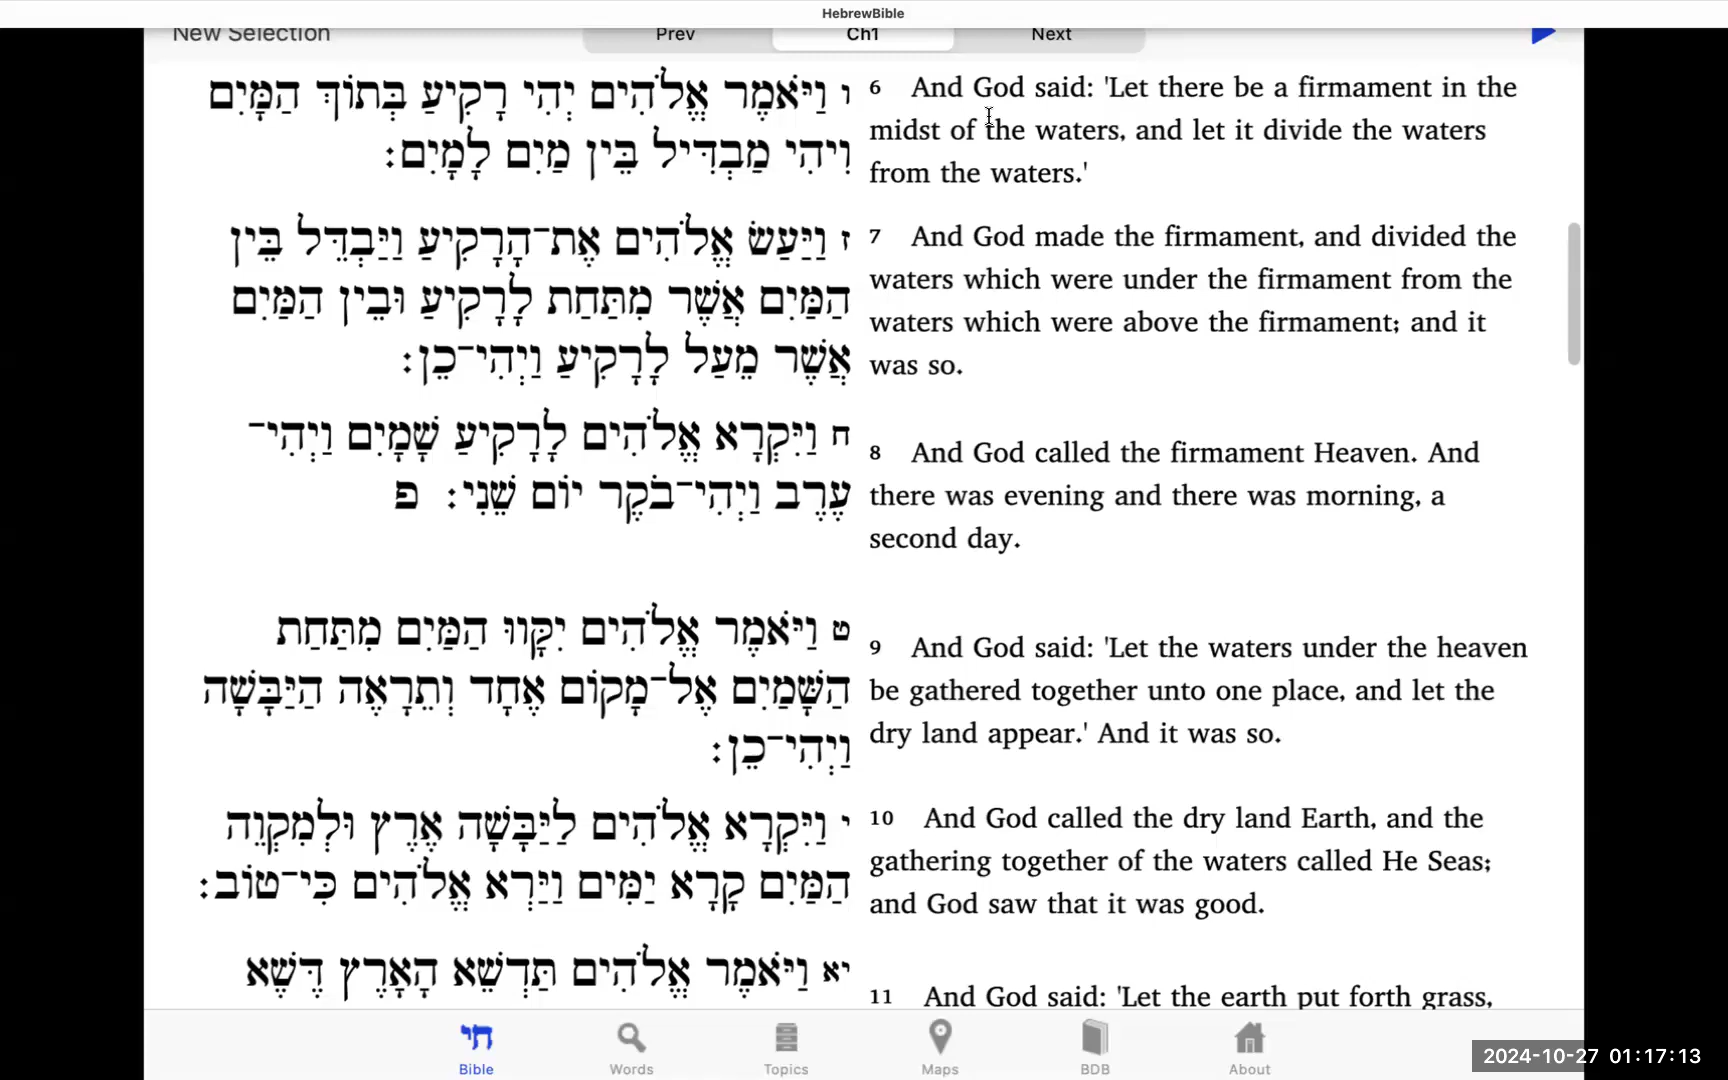 HebrewBible
New Selection
Prev
Ch1
Next
ו וַיֹּאמֶר אֱלֹהִים יְהִי רָקִיעַ בְּתוֹךְ הַמָּיִם
וִיהִי מַבְדִּיל בֵּין מַיִם לָמָיִם׃
6 And God said: 'Let there be a firmament in the
midst of the waters, and let it divide the waters
from the waters.'
ז וַיַּעַשׂ אֱלֹהִים אֶת־הָרָקִיעַ וַיַּבְדֵּל בֵּין
הַמַּיִם אֲשֶׁר מִתַּחַת לָרָקִיעַ וּבֵין הַמַּיִם
אֲשֶׁר מֵעַל לָרָקִיעַ וַיְהִי־כֵן׃
7 And God made the firmament, and divided the
waters which were under the firmament from the
waters which were above the firmament; and it
was so.
ח וַיִּקְרָא אֱלֹהִים לָרָקִיעַ שָׁמָיִם וַיְהִי־
עֶרֶב וַיְהִי־בֹקֶר יוֹם שֵׁנִי׃ פ
8 And God called the firmament Heaven. And
there was evening and there was morning, a
second day.
ט וַיֹּאמֶר אֱלֹהִים יִקָּווּ הַמַּיִם מִתַּחַת
הַשָּׁמַיִם אֶל־מָקוֹם אֶחָד וְתֵרָאֶה הַיַּבָּשָׁה
וַיְהִי־כֵן׃
9 And God said: 'Let the waters under the heaven
be gathered together unto one place, and let the
dry land appear.' And it was so.
י וַיִּקְרָא אֱלֹהִים לַיַּבָּשָׁה אֶרֶץ וּלְמִקְוֵה
הַמַּיִם קָרָא יַמִּים וַיַּרְא אֱלֹהִים כִּי־טוֹב׃
10 And God called the dry land Earth, and the
gathering together of the waters called He Seas;
and God saw that it was good.
יא וַיֹּאמֶר אֱלֹהִים תַּדְשֵׁא הָאָרֶץ דֶּשֶׁא
11 And God said: 'Let the earth put forth grass,
חי
Bible
Words
Topics
Maps
BDB
About
2024-10-27 01:17:13